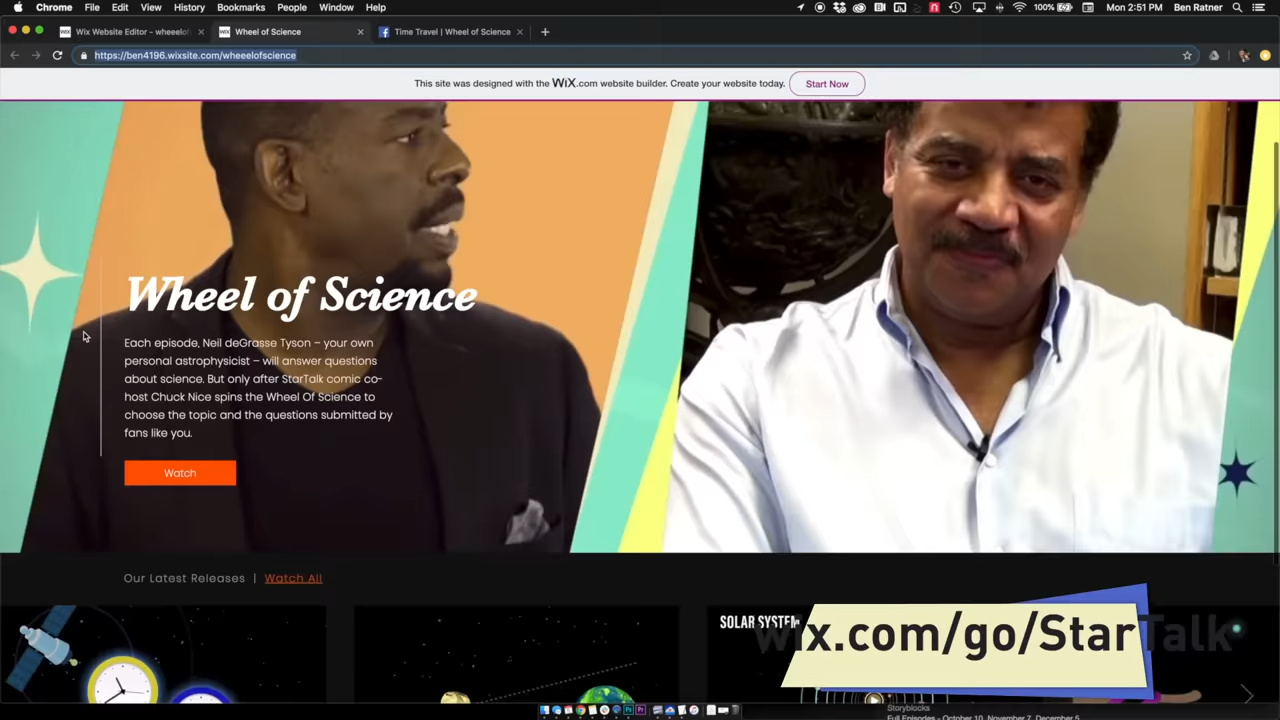 Chrome File Edit View History Bookmarks People Window Help
100% Mon 2:51 PM Ben Ratner
Wix Website Editor - wheeelof
Wheel of Science
Time Travel | Wheel of Science
https://ben4196.wixsite.com/wheeelofscience
This site was designed with the WiX.com website builder. Create your website today.
Start Now
Wheel of Science
Each episode, Neil deGrasse Tyson – your own
personal astrophysicist – will answer questions
about science. But only after StarTalk comic co-
host Chuck Nice spins the Wheel Of Science to
choose the topic and the questions submitted by
fans like you.
Watch
Our Latest Releases | Watch All
SOLAR SYSTEM
wix.com/go/StarTalk
Storyblocks
Full Episodes - October 10, November 7, December 5